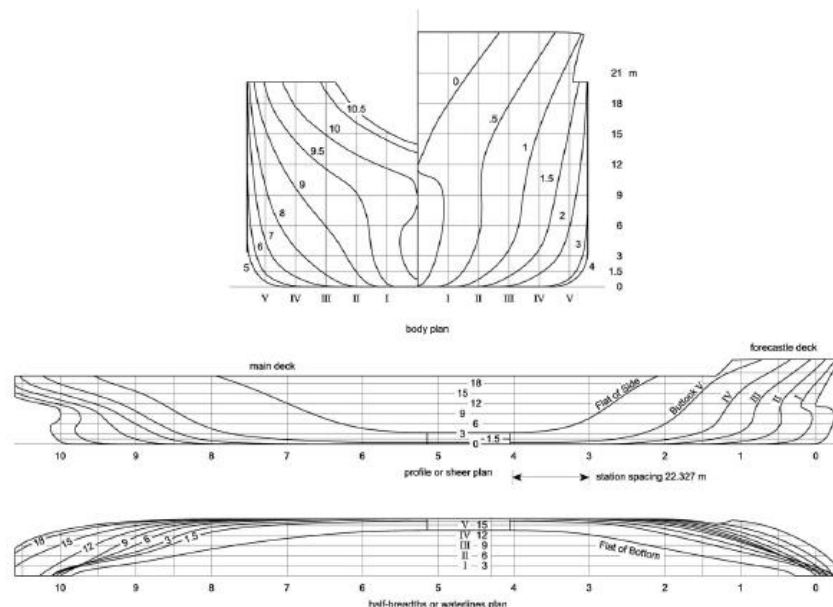 21 m
0
.5
18
10.5
10
15
9.5
1
12
1.5
9
9
8
2
6
7
6
3
3
5
4
1.5
0
V IV III II I I II III IV V
body plan
forecastle deck
main deck
18
15
12
9
6
3
1.5
0
Flat of Side
Buttock V
IV
III
II
I
10 9 8 7 6 5 4 3 2 1 0
profile or sheer plan
station spacing 22.327 m
18
15
12
9
6
3
1.5
V 15
IV 12
III 9
II 6
I 3
Flat of Bottom
10 9 8 7 6 5 4 3 2 1 0
half-breadths or waterlines plan